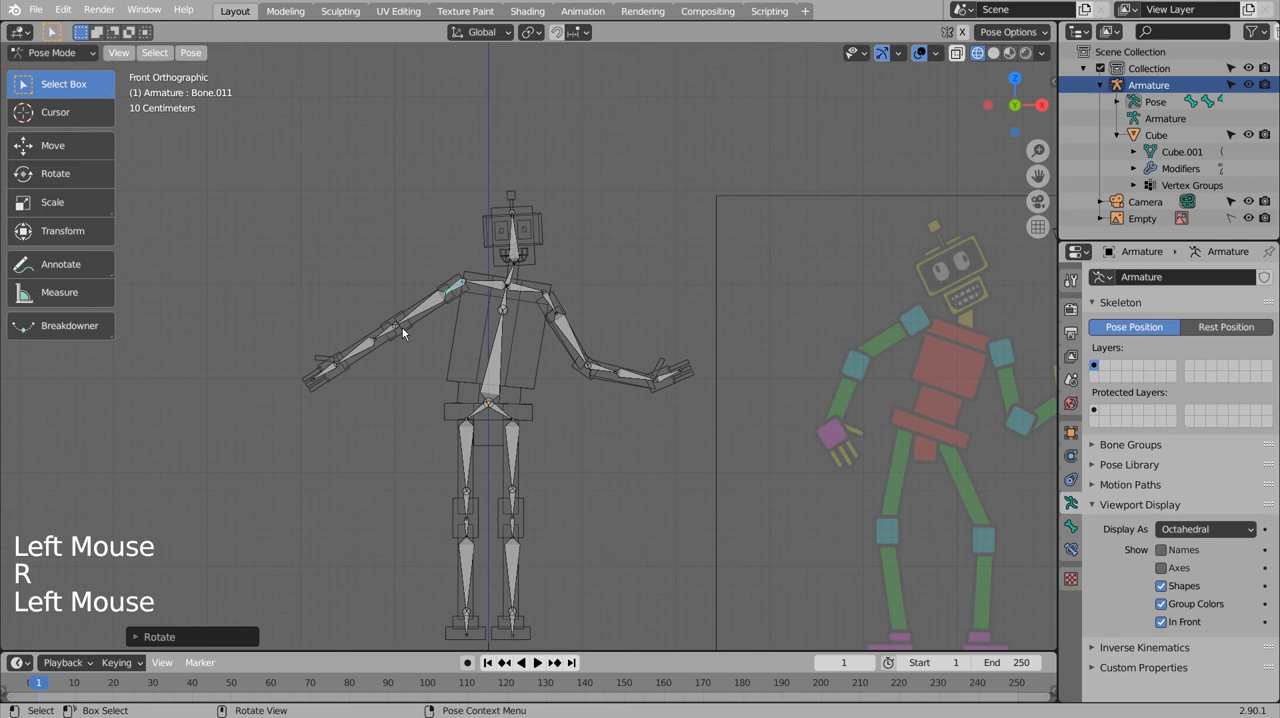 File Edit Render Window Help
Layout Modeling Sculpting UV Editing Texture Paint Shading Animation Rendering Compositing Scripting +
Scene
View Layer
Global
Pose Options
Pose Mode View Select Pose
Select Box
Cursor
Move
Rotate
Scale
Transform
Annotate
Measure
Breakdowner
Front Orthographic
(1) Armature : Bone.011
10 Centimeters
Z
Y
X
Left Mouse
R
Left Mouse
Rotate
Scene Collection
Collection
Armature
Pose
Armature
Cube
Cube.001
Modifiers
Vertex Groups
Camera
Empty
Armature Armature
Armature
Skeleton
Pose Position Rest Position
Layers:
Protected Layers:
Bone Groups
Pose Library
Motion Paths
Viewport Display
Display As Octahedral
Show Names
Axes
Shapes
Group Colors
In Front
Inverse Kinematics
Custom Properties
Playback Keying View Marker
1 Start 1 End 250
1 10 20 30 40 50 60 70 80 90 100 110 120 130 140 150 160 170 180 190 200 210 220 230 240 250
Select Box Select Rotate View Pose Context Menu 2.90.1